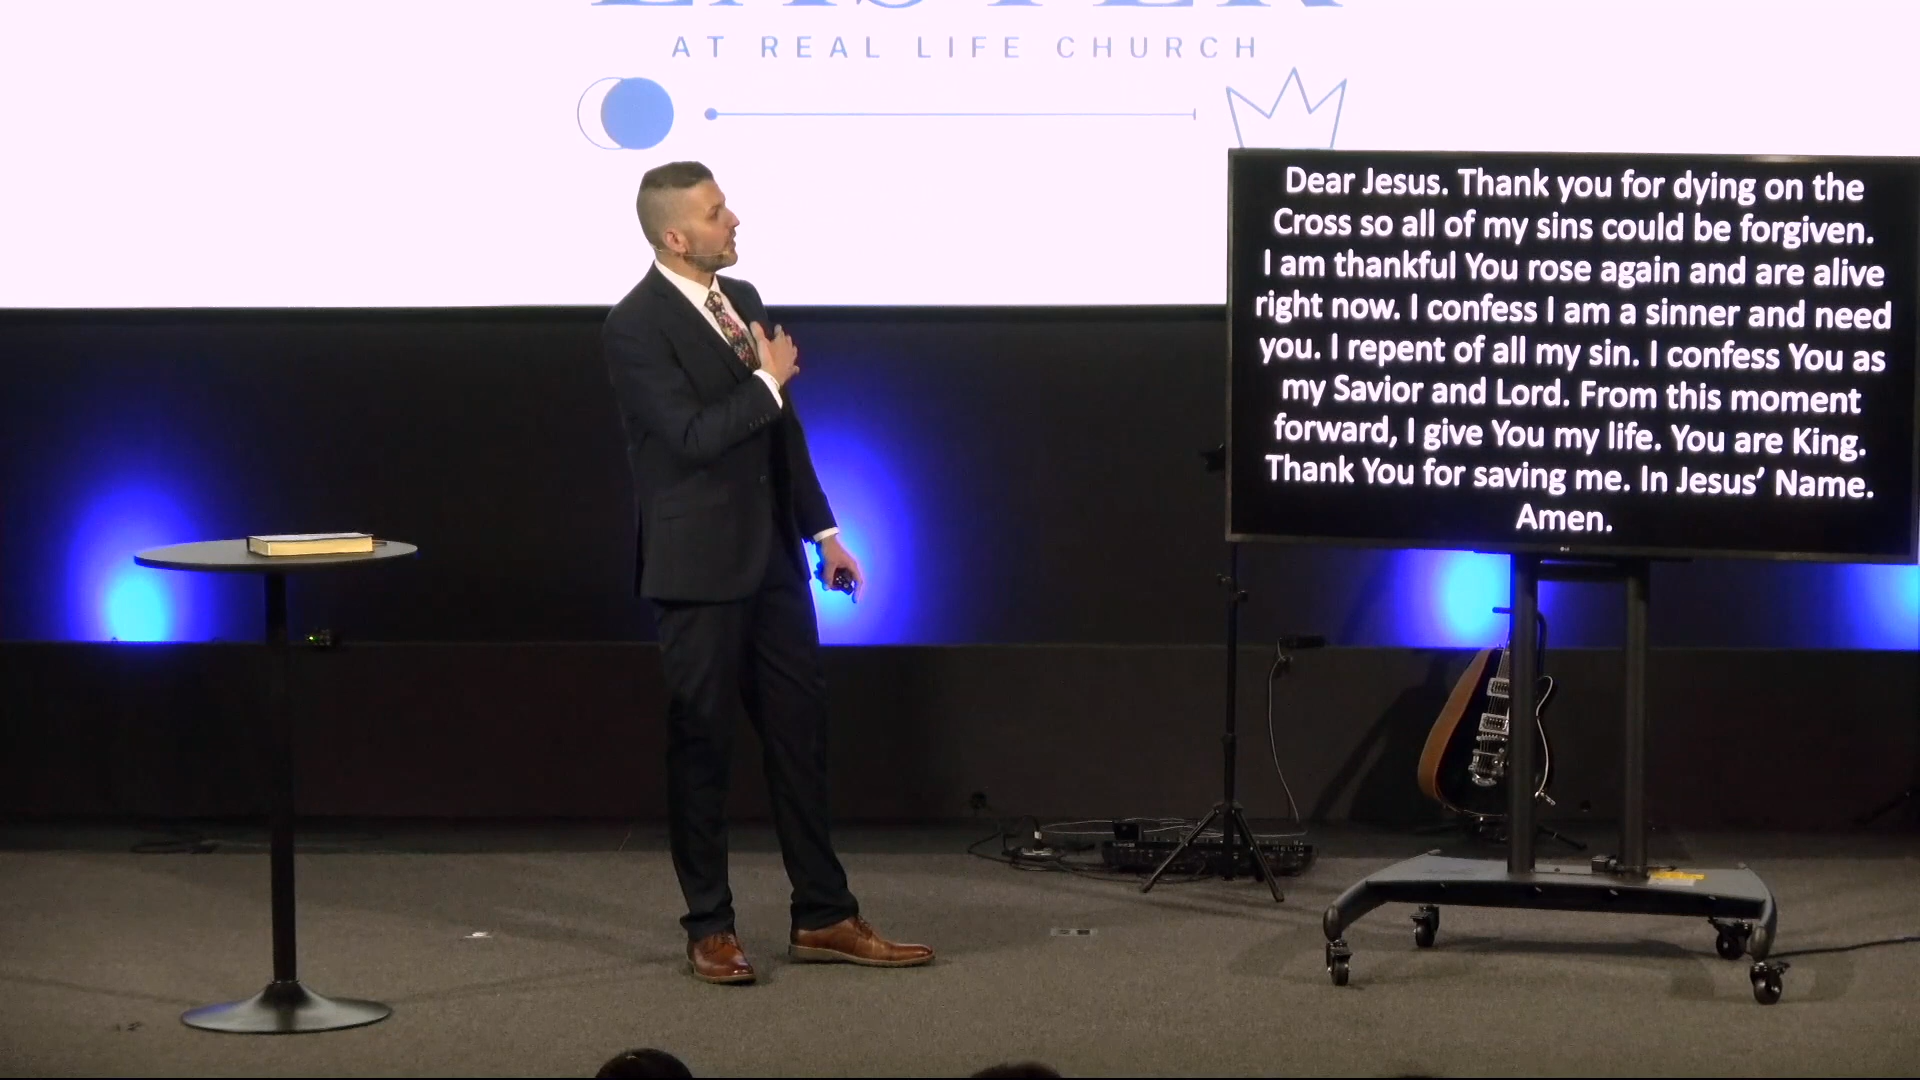 EASTER
AT REAL LIFE CHURCH
Dear Jesus. Thank you for dying on the
Cross so all of my sins could be forgiven.
I am thankful You rose again and are alive
right now. I confess I am a sinner and need
you. I repent of all my sin. I confess You as
my Savior and Lord. From this moment
forward, I give You my life. You are King.
Thank You for saving me. In Jesus’ Name.
Amen.
LG
HELIX